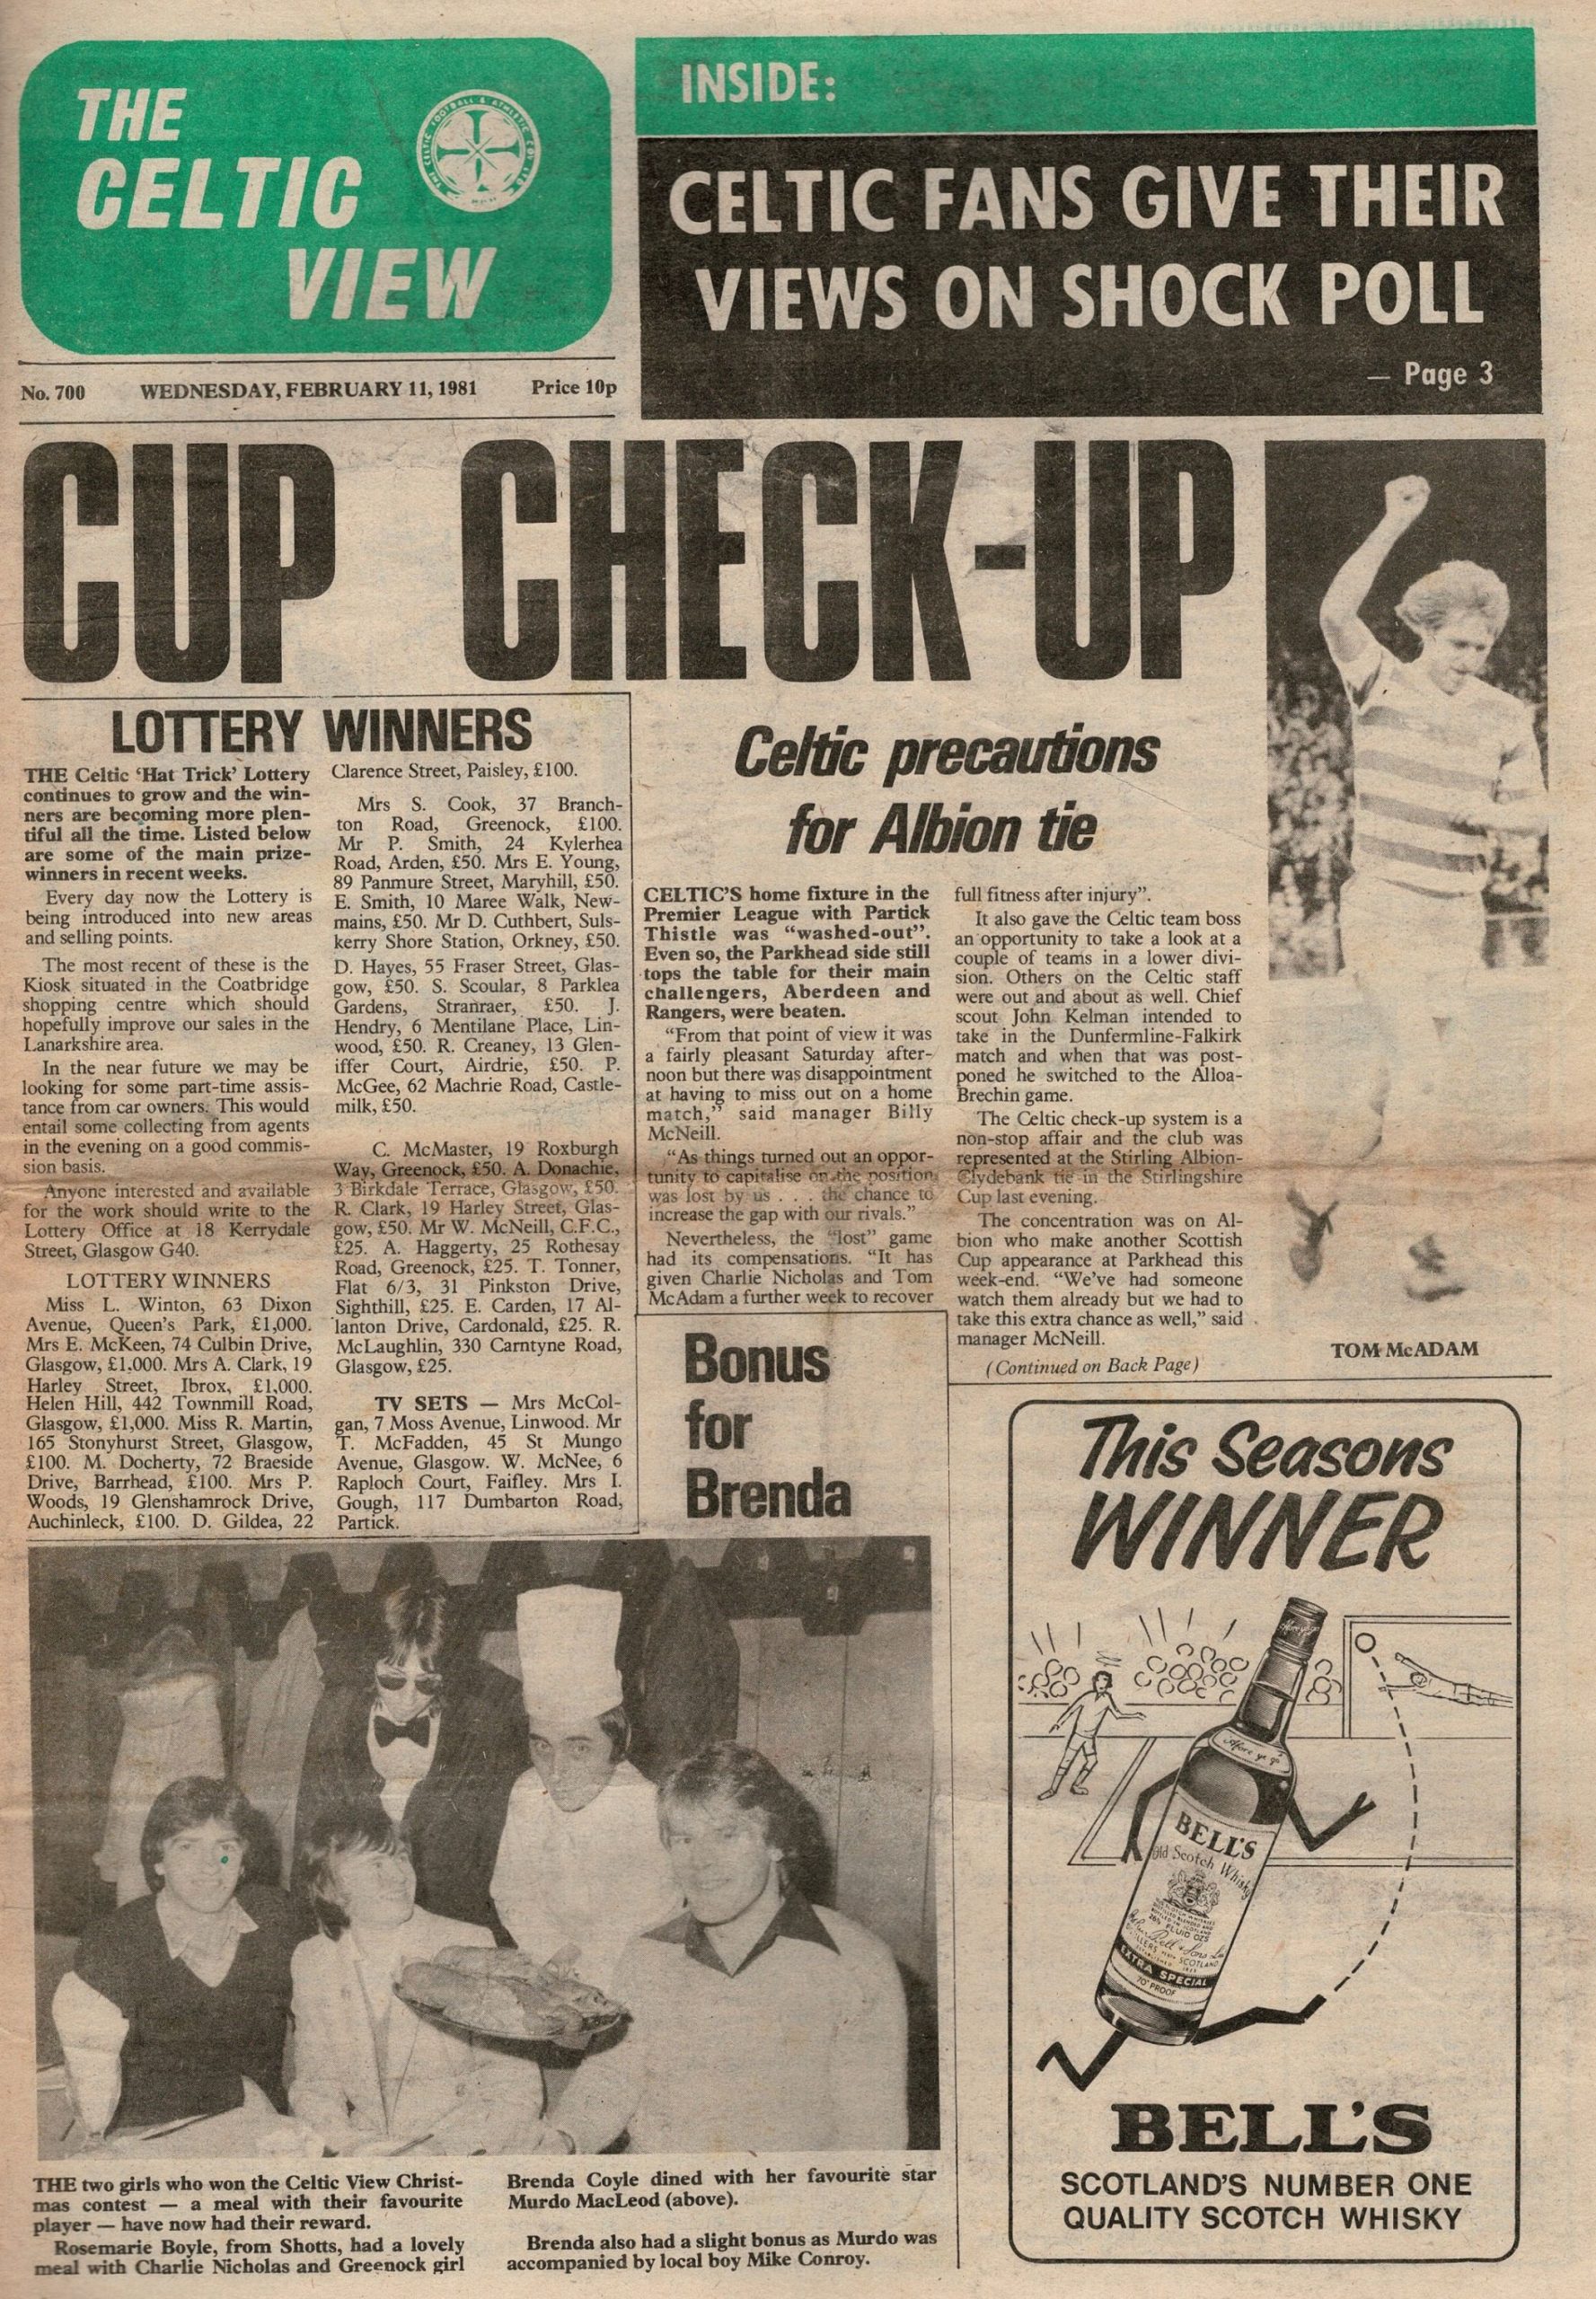 THE
CELTIC
VIEW
THE CELTIC FOOTBALL & ATHLETIC COY LTD
No. 700 WEDNESDAY, FEBRUARY 11, 1981 Price 10p
INSIDE:
CELTIC FANS GIVE THEIR
VIEWS ON SHOCK POLL
— Page 3
CUP CHECK-UP
LOTTERY WINNERS
THE Celtic ‘Hat Trick’ Lottery
continues to grow and the win-
ners are becoming more plen-
tiful all the time. Listed below
are some of the main prize-
winners in recent weeks.
Every day now the Lottery is
being introduced into new areas
and selling points.
The most recent of these is the
Kiosk situated in the Coatbridge
shopping centre which should
hopefully improve our sales in the
Lanarkshire area.
In the near future we may be
looking for some part-time assis-
tance from car owners. This would
entail some collecting from agents
in the evening on a good commis-
sion basis.
Anyone interested and available
for the work should write to the
Lottery Office at 18 Kerrydale
Street, Glasgow G40.
LOTTERY WINNERS
Miss L. Winton, 63 Dixon
Avenue, Queen's Park, £1,000.
Mrs E. McKeen, 74 Culbin Drive,
Glasgow, £1.000. Mrs A. Clark, 19
Harley Street, Ibrox, £1,000.
Helen Hill, 442 Townmill Road,
Glasgow, £1,000. Miss R. Martin,
165 Stonyhurst Street, Glasgow,
£100. M. Docherty, 72 Braeside
Drive, Barrhead, £100. Mrs P.
Woods, 19 Glenshamrock Drive,
Auchinleck, £100. D. Gildea, 22
Clarence Street, Paisley, £100.
Mrs S. Cook, 37 Branch-
ton Road, Greenock, £100.
Mr P. Smith, 24 Kylerhea
Road, Arden, £50. Mrs E. Young,
89 Panmure Street, Maryhill, £50.
E. Smith, 10 Maree Walk, New-
mains, £50. Mr D. Cuthbert, Suls-
kerry Shore Station, Orkney, £50.
D. Hayes, 55 Fraser Street, Glas-
gow, £50. S. Scoular, 8 Parklea
Gardens, Stranraer, £50. J.
Hendry, 6 Mentilane Place, Lin-
wood, £50. R. Creaney, 13 Glen-
iffer Court, Airdrie, £50. P.
McGee, 62 Machrie Road, Castle-
milk, £50.
C. McMaster, 19 Roxburgh
Way, Greenock, £50. A. Donachie,
3 Birkdale Terrace, Glasgow, £50.
R. Clark, 19 Harley Street, Glas-
gow, £50. Mr W. McNeill, C.F.C.,
£25. A. Haggerty, 25 Rothesay
Road, Greenock, £25. T. Tonner,
Flat 6/3, 31 Pinkston Drive,
Sighthill, £25. E. Carden, 17 Al-
lanton Drive, Cardonald, £25. R.
McLaughlin, 330 Carntyne Road,
Glasgow, £25.
TV SETS — Mrs McCol-
gan, 7 Moss Avenue, Linwood. Mr
T. McFadden, 45 St Mungo
Avenue, Glasgow. W. McNee, 6
Raploch Court, Faifley. Mrs I.
Gough, 117 Dumbarton Road,
Partick.
Celtic precautions
for Albion tie
CELTIC'S home fixture in the
Premier League with Partick
Thistle was “washed-out”.
Even so, the Parkhead side still
tops the table for their main
challengers, Aberdeen and
Rangers, were beaten.
“From that point of view it was
a fairly pleasant Saturday after-
noon but there was disappointment
at having to miss out on a home
match,” said manager Billy
McNeill.
“As things turned out an oppor-
tunity to capitalise on the position
was lost by us . . . the chance to
increase the gap with our rivals.”
Nevertheless, the “lost” game
had its compensations. “It has
given Charlie Nicholas and Tom
McAdam a further week to recover
full fitness after injury”.
It also gave the Celtic team boss
an opportunity to take a look at a
couple of teams in a lower divi-
sion. Others on the Celtic staff
were out and about as well. Chief
scout John Kelman intended to
take in the Dunfermline-Falkirk
match and when that was post-
poned he switched to the Alloa-
Brechin game.
The Celtic check-up system is a
non-stop affair and the club was
represented at the Stirling Albion-
Clydebank tie in the Stirlingshire
Cup last evening.
The concentration was on Al-
bion who make another Scottish
Cup appearance at Parkhead this
week-end. “We've had someone
watch them already but we had to
take this extra chance as well,” said
manager McNeill.
(Continued on Back Page)
TOM McADAM
Bonus
for
Brenda
THE two girls who won the Celtic View Christ-
mas contest — a meal with their favourite
player — have now had their reward.
Rosemarie Boyle, from Shotts, had a lovely
meal with Charlie Nicholas and Greenock girl
Brenda Coyle dined with her favourite star
Murdo MacLeod (above).
Brenda also had a slight bonus as Murdo was
accompanied by local boy Mike Conroy.
This Seasons
WINNER
Afore ye go
BELL'S
Old Scotch Whisky
26⅔ FLUID OZS
EXTRA SPECIAL
70° PROOF
BELL'S
SCOTLAND'S NUMBER ONE
QUALITY SCOTCH WHISKY